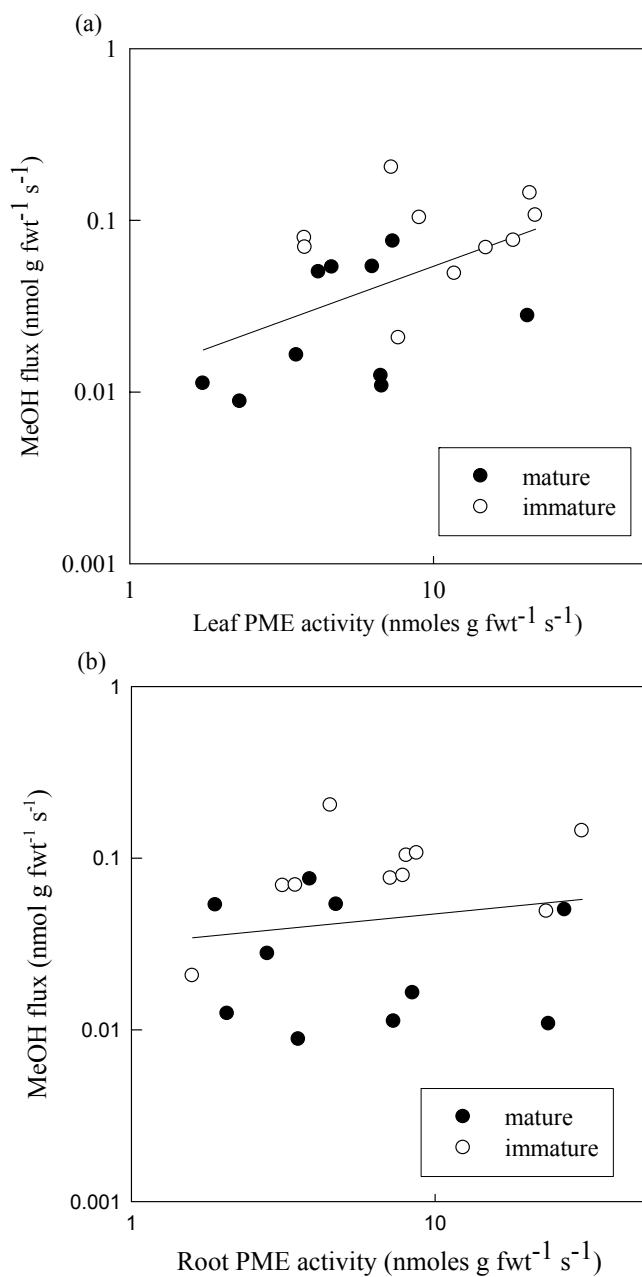 (a)
1
0.1
0.01
0.001
MeOH flux (nmol g fwt⁻¹ s⁻¹)
mature
immature
1 10
Leaf PME activity (nmoles g fwt⁻¹ s⁻¹)
(b)
1
0.1
0.01
0.001
MeOH flux (nmol g fwt⁻¹ s⁻¹)
mature
immature
1 10
Root PME activity (nmoles g fwt⁻¹ s⁻¹)